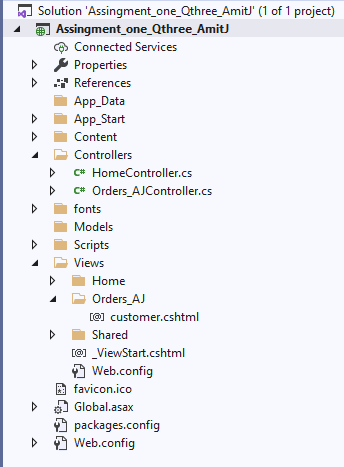 Solution 'Assingment_one_Qthree_AmitJ' (1 of 1 project)
Assingment_one_Qthree_AmitJ
Connected Services
Properties
References
App_Data
App_Start
Content
Controllers
C# HomeController.cs
C# Orders_AJController.cs
fonts
Models
Scripts
Views
Home
Orders_AJ
[@] customer.cshtml
Shared
[@] _ViewStart.cshtml
Web.config
favicon.ico
Global.asax
packages.config
Web.config